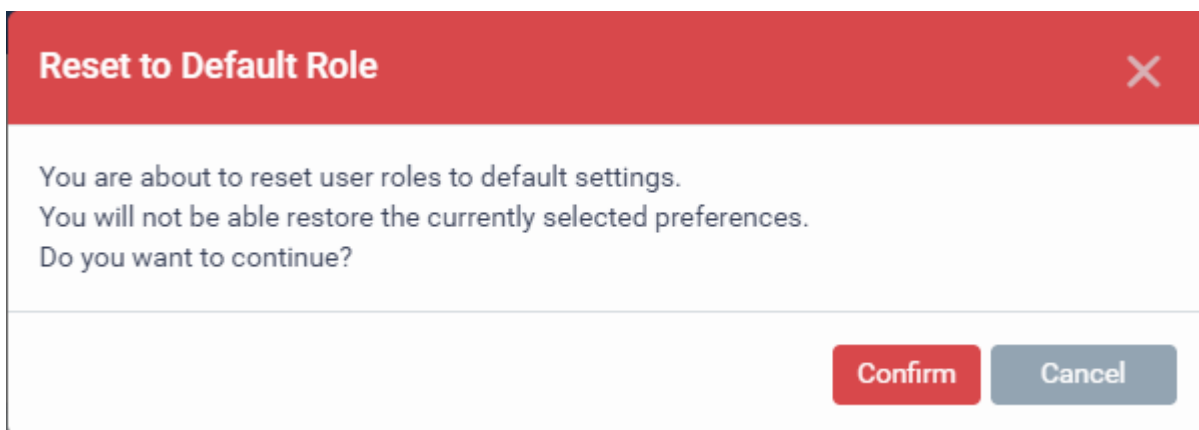 Reset to Default Role
You are about to reset user roles to default settings.
You will not be able restore the currently selected preferences.
Do you want to continue?
Confirm Cancel